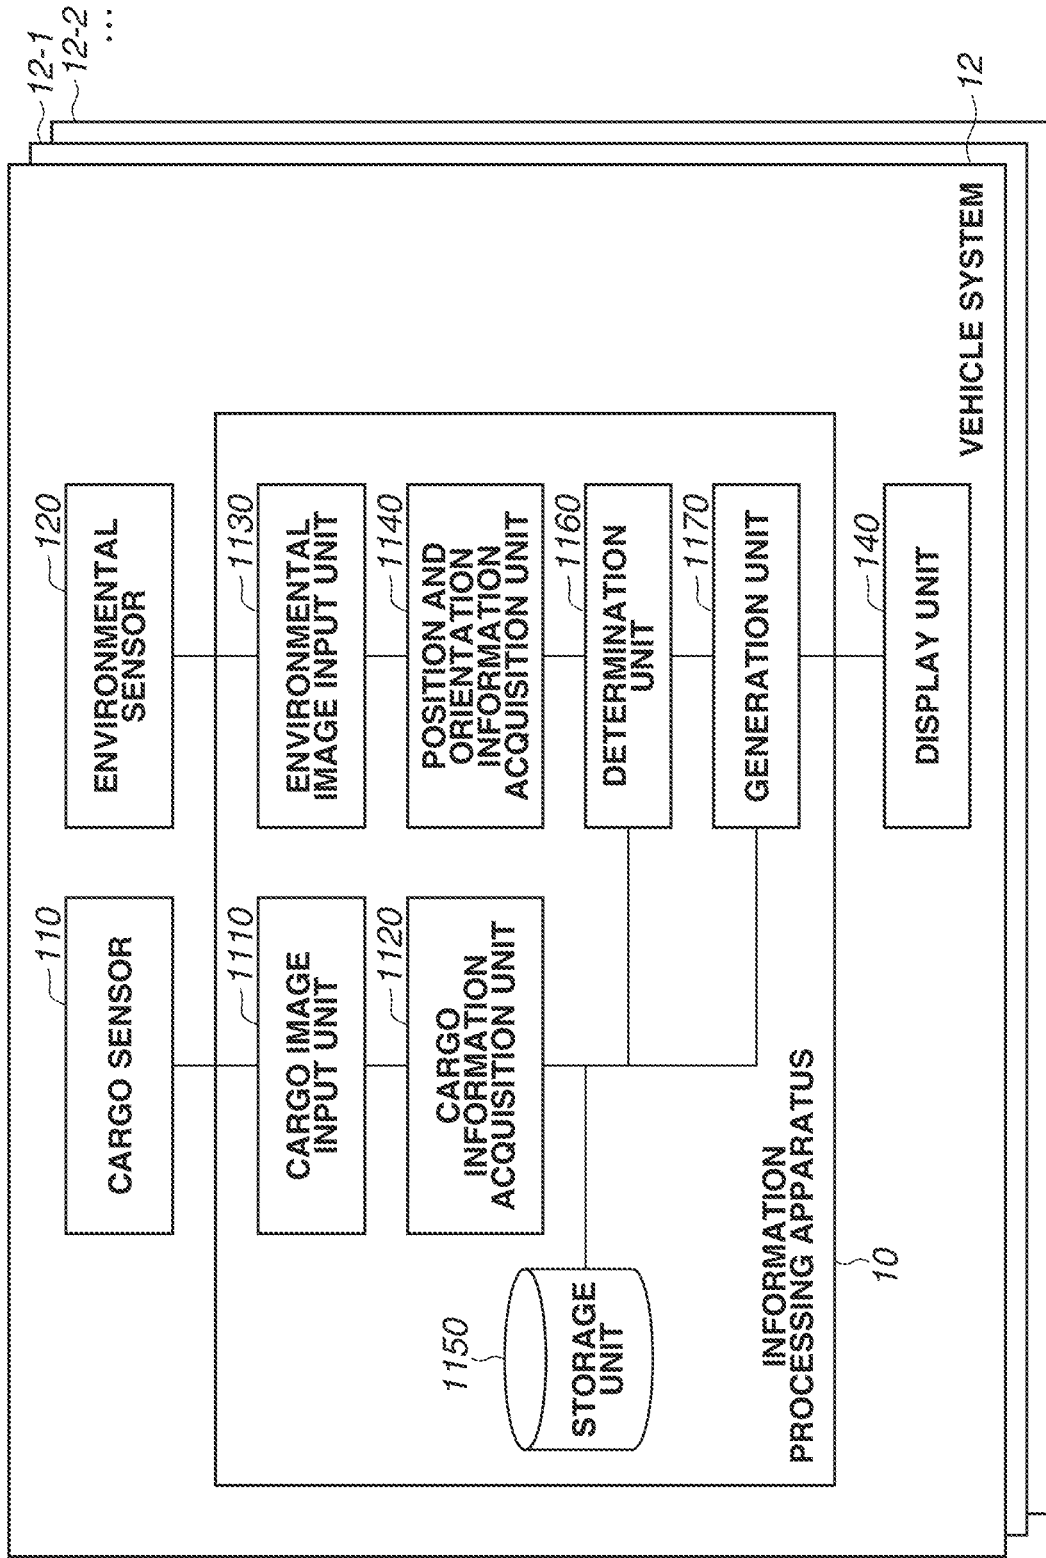 12-1
12-2
...
110
CARGO SENSOR
120
ENVIRONMENTAL
SENSOR
1110
CARGO IMAGE
INPUT UNIT
1130
ENVIRONMENTAL
IMAGE INPUT UNIT
1120
CARGO
INFORMATION
ACQUISITION UNIT
1140
POSITION AND
ORIENTATION
INFORMATION
ACQUISITION UNIT
1150
STORAGE
UNIT
1160
DETERMINATION
UNIT
1170
GENERATION UNIT
INFORMATION
PROCESSING APPARATUS
10
140
DISPLAY UNIT
VEHICLE SYSTEM
12